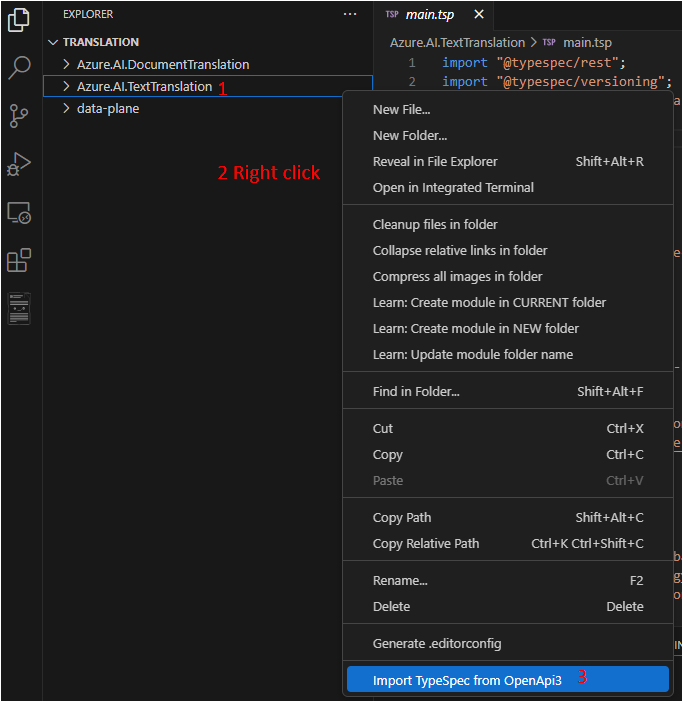 EXPLORER ...
TSP main.tsp
TRANSLATION
Azure.AI.TextTranslation > TSP main.tsp
Azure.AI.DocumentTranslation
1 import "@typespec/rest";
Azure.AI.TextTranslation 1
2 import "@typespec/versioning";
data-plane
2 Right click
New File...
New Folder...
Reveal in File Explorer Shift+Alt+R
Open in Integrated Terminal
Cleanup files in folder
Collapse relative links in folder
Compress all images in folder
Learn: Create module in CURRENT folder
Learn: Create module in NEW folder
Learn: Update module folder name
Find in Folder... Shift+Alt+F
Cut Ctrl+X
Copy Ctrl+C
Paste Ctrl+V
Copy Path Shift+Alt+C
Copy Relative Path Ctrl+K Ctrl+Shift+C
Rename... F2
Delete Delete
Generate .editorconfig
Import TypeSpec from OpenApi3 3